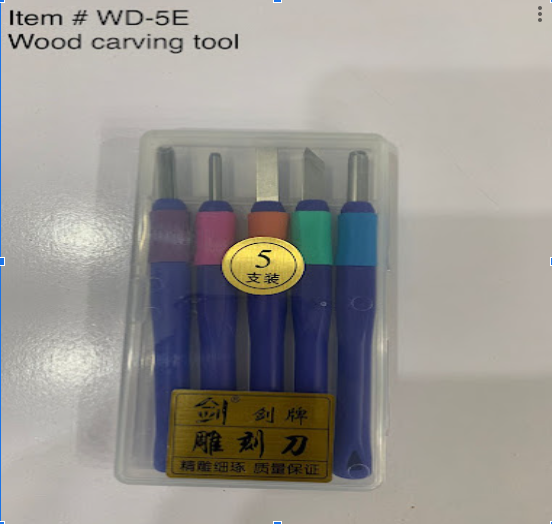 Item # WD-5E
Wood carving tool
5
支装
剑® 剑牌
雕刻刀
精雕细琢 质量保证